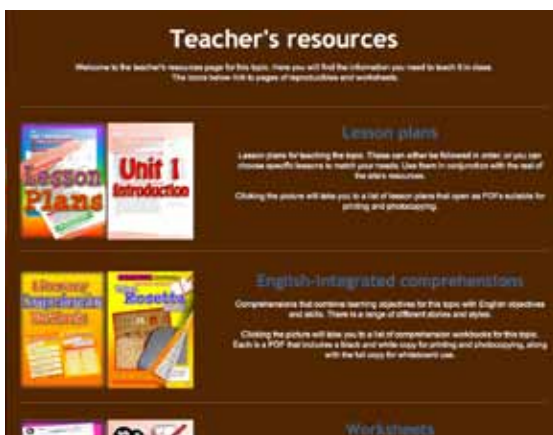 Teacher's resources
Welcome to the teacher's resources page for this topic. Here you will find the information you need to teach it in class.
The icons below link to pages of reproducibles and worksheets.
Lesson Plans
Unit 1
Introduction
Lesson plans
Lesson plans for teaching the topic. These can either be followed in order, or you can
choose specific lessons to match your needs. Use them in conjunction with the rest of
the site's resources.
Clicking the picture will take you to a list of lesson plans that open as PDFs suitable for
printing and photocopying.
Literacy
Comprehension
Rosetta
English-integrated comprehensions
Comprehensions that combine learning objectives for this topic with English objectives
and skills. There is a range of different stories and styles.
Clicking the picture will take you to a list of comprehension workbooks for this topic.
Each is a PDF that includes a black and white copy for printing and photocopying, along
with the full copy for whiteboard use.
Worksheets